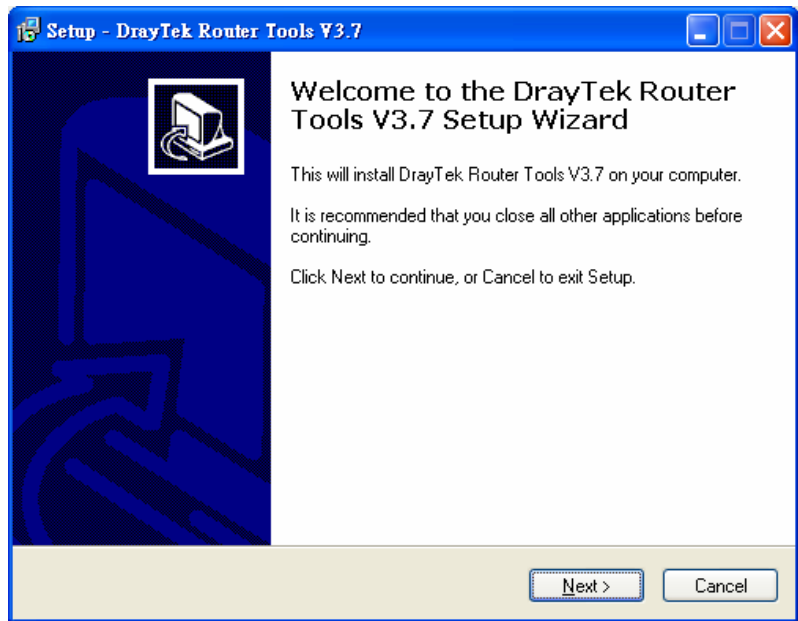 Setup - DrayTek Router Tools V3.7
Welcome to the DrayTek Router
Tools V3.7 Setup Wizard
This will install DrayTek Router Tools V3.7 on your computer.
It is recommended that you close all other applications before
continuing.
Click Next to continue, or Cancel to exit Setup.
Next >
Cancel